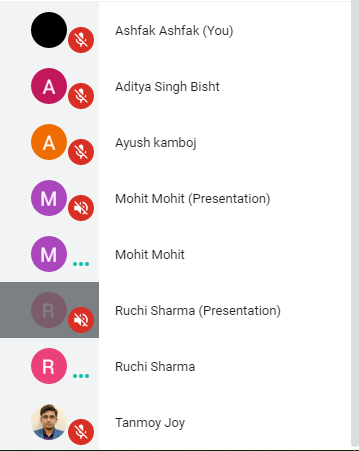 Ashfak Ashfak (You)
A Aditya Singh Bisht
A Ayush kamboj
M Mohit Mohit (Presentation)
M Mohit Mohit
R Ruchi Sharma (Presentation)
R Ruchi Sharma
Tanmoy Joy